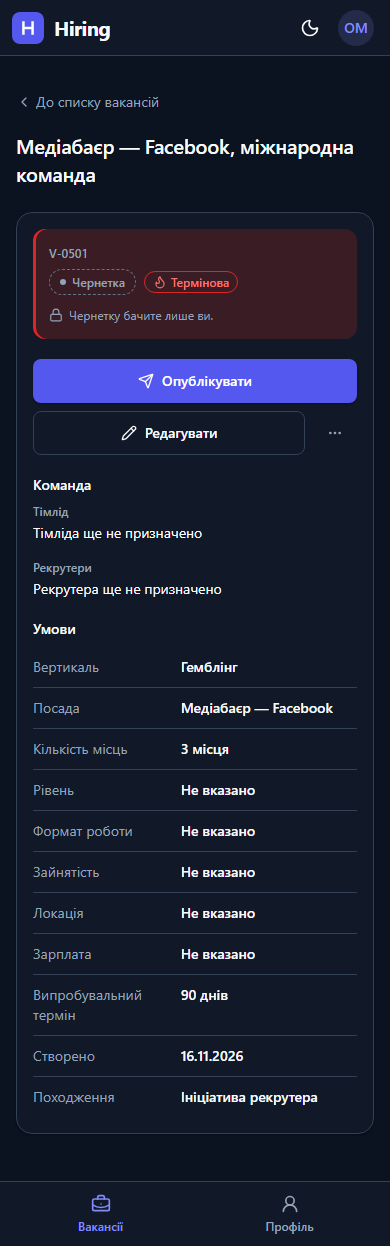 H Hiring OM
До списку вакансій
Медіабаєр — Facebook, міжнародна
команда
V-0501
Чернетка Термінова
Чернетку бачите лише ви.
Опублікувати
Редагувати
Команда
Тімлід
Тімліда ще не призначено
Рекрутери
Рекрутера ще не призначено
Умови
Вертикаль Гемблінг
Посада Медіабаєр — Facebook
Кількість місць 3 місця
Рівень Не вказано
Формат роботи Не вказано
Зайнятість Не вказано
Локація Не вказано
Зарплата Не вказано
Випробувальний 90 днів
термін
Створено 16.11.2026
Походження Ініціатива рекрутера
Вакансії Профіль